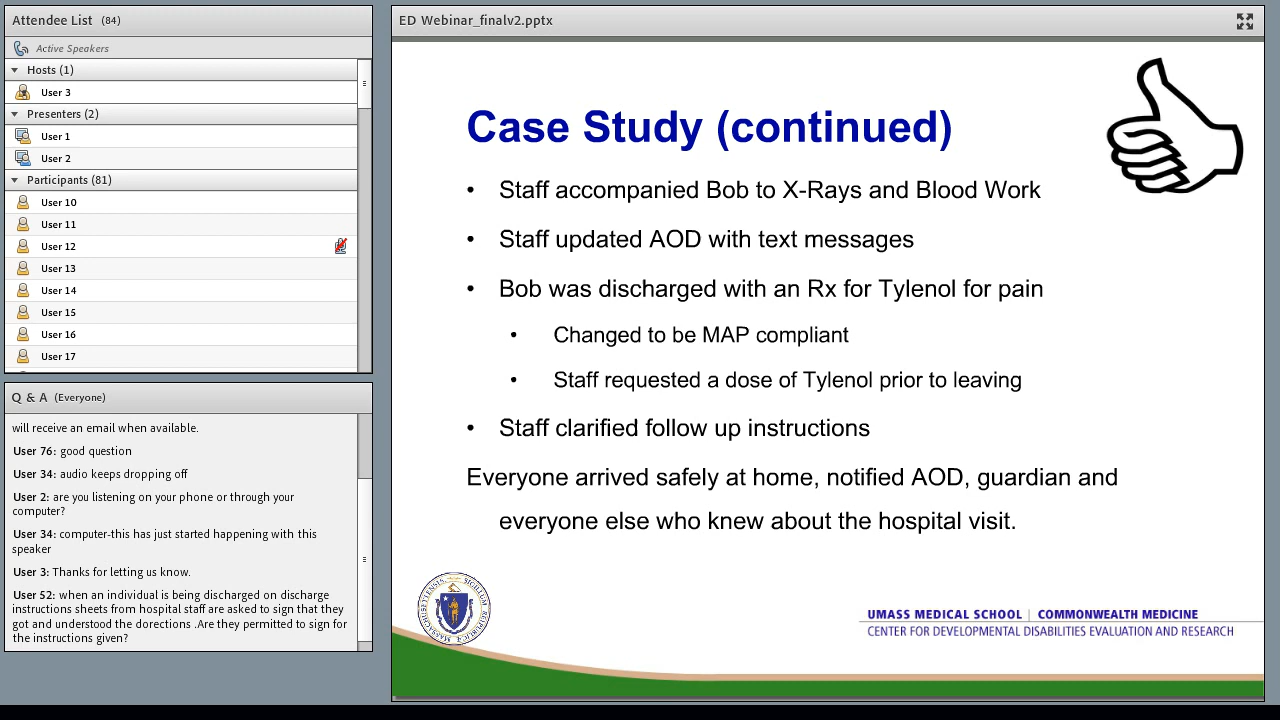 Attendee List (84)
Active Speakers
Hosts (1)
User 3
Presenters (2)
User 1
User 2
Participants (81)
User 10
User 11
User 12
User 13
User 14
User 15
User 16
User 17
Q & A (Everyone)
will receive an email when available.
User 76: good question
User 34: audio keeps dropping off
User 2: are you listening on your phone or through your
computer?
User 34: computer-this has just started happening with this
speaker
User 3: Thanks for letting us know.
User 52: when an individual is being discharged on discharge
instructions sheets from hospital staff are asked to sign that they
got and understood the dorections .Are they permitted to sign for
the instructions given?
ED Webinar_finalv2.pptx
Case Study (continued)
• Staff accompanied Bob to X-Rays and Blood Work
• Staff updated AOD with text messages
• Bob was discharged with an Rx for Tylenol for pain
• Changed to be MAP compliant
• Staff requested a dose of Tylenol prior to leaving
• Staff clarified follow up instructions
Everyone arrived safely at home, notified AOD, guardian and
everyone else who knew about the hospital visit.
UMASS MEDICAL SCHOOL | COMMONWEALTH MEDICINE
CENTER FOR DEVELOPMENTAL DISABILITIES EVALUATION AND RESEARCH